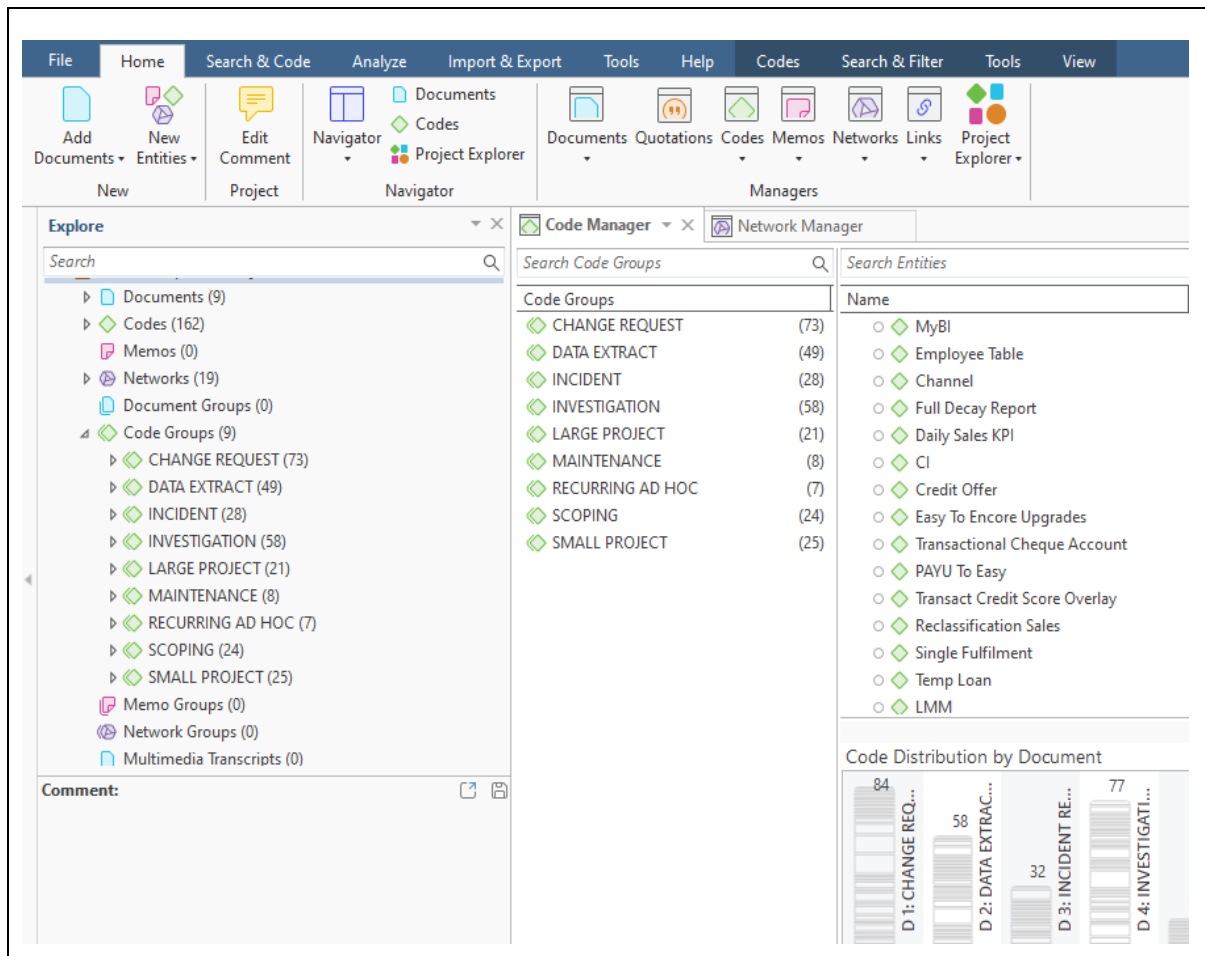 File Home Search & Code Analyze Import & Export Tools Help Codes Search & Filter Tools View
Add Documents New Entities Edit Comment Navigator Documents Codes Project Explorer Documents Quotations Codes Memos Networks Links Project Explorer
New Project Navigator Managers
Explore
Search
Documents (9)
Codes (162)
Memos (0)
Networks (19)
Document Groups (0)
Code Groups (9)
CHANGE REQUEST (73)
DATA EXTRACT (49)
INCIDENT (28)
INVESTIGATION (58)
LARGE PROJECT (21)
MAINTENANCE (8)
RECURRING AD HOC (7)
SCOPING (24)
SMALL PROJECT (25)
Memo Groups (0)
Network Groups (0)
Multimedia Transcripts (0)
Comment:
Code Manager Network Manager
Search Code Groups
Code Groups
CHANGE REQUEST (73)
DATA EXTRACT (49)
INCIDENT (28)
INVESTIGATION (58)
LARGE PROJECT (21)
MAINTENANCE (8)
RECURRING AD HOC (7)
SCOPING (24)
SMALL PROJECT (25)
Search Entities
Name
MyBI
Employee Table
Channel
Full Decay Report
Daily Sales KPI
CI
Credit Offer
Easy To Encore Upgrades
Transactional Cheque Account
PAYU To Easy
Transact Credit Score Overlay
Reclassification Sales
Single Fulfilment
Temp Loan
LMM
Code Distribution by Document
84
D 1: CHANGE REQ...
58
D 2: DATA EXTRAC...
32
D 3: INCIDENT RE...
77
D 4: INVESTIGATI...